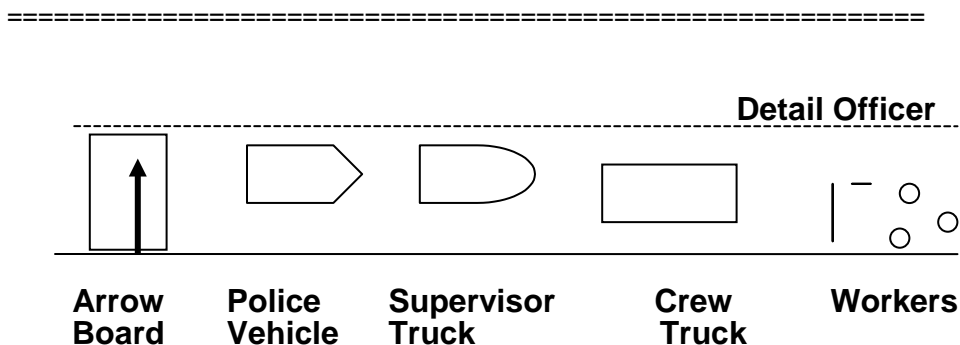 Detail Officer
Arrow Police Supervisor Crew Workers
Board Vehicle Truck Truck